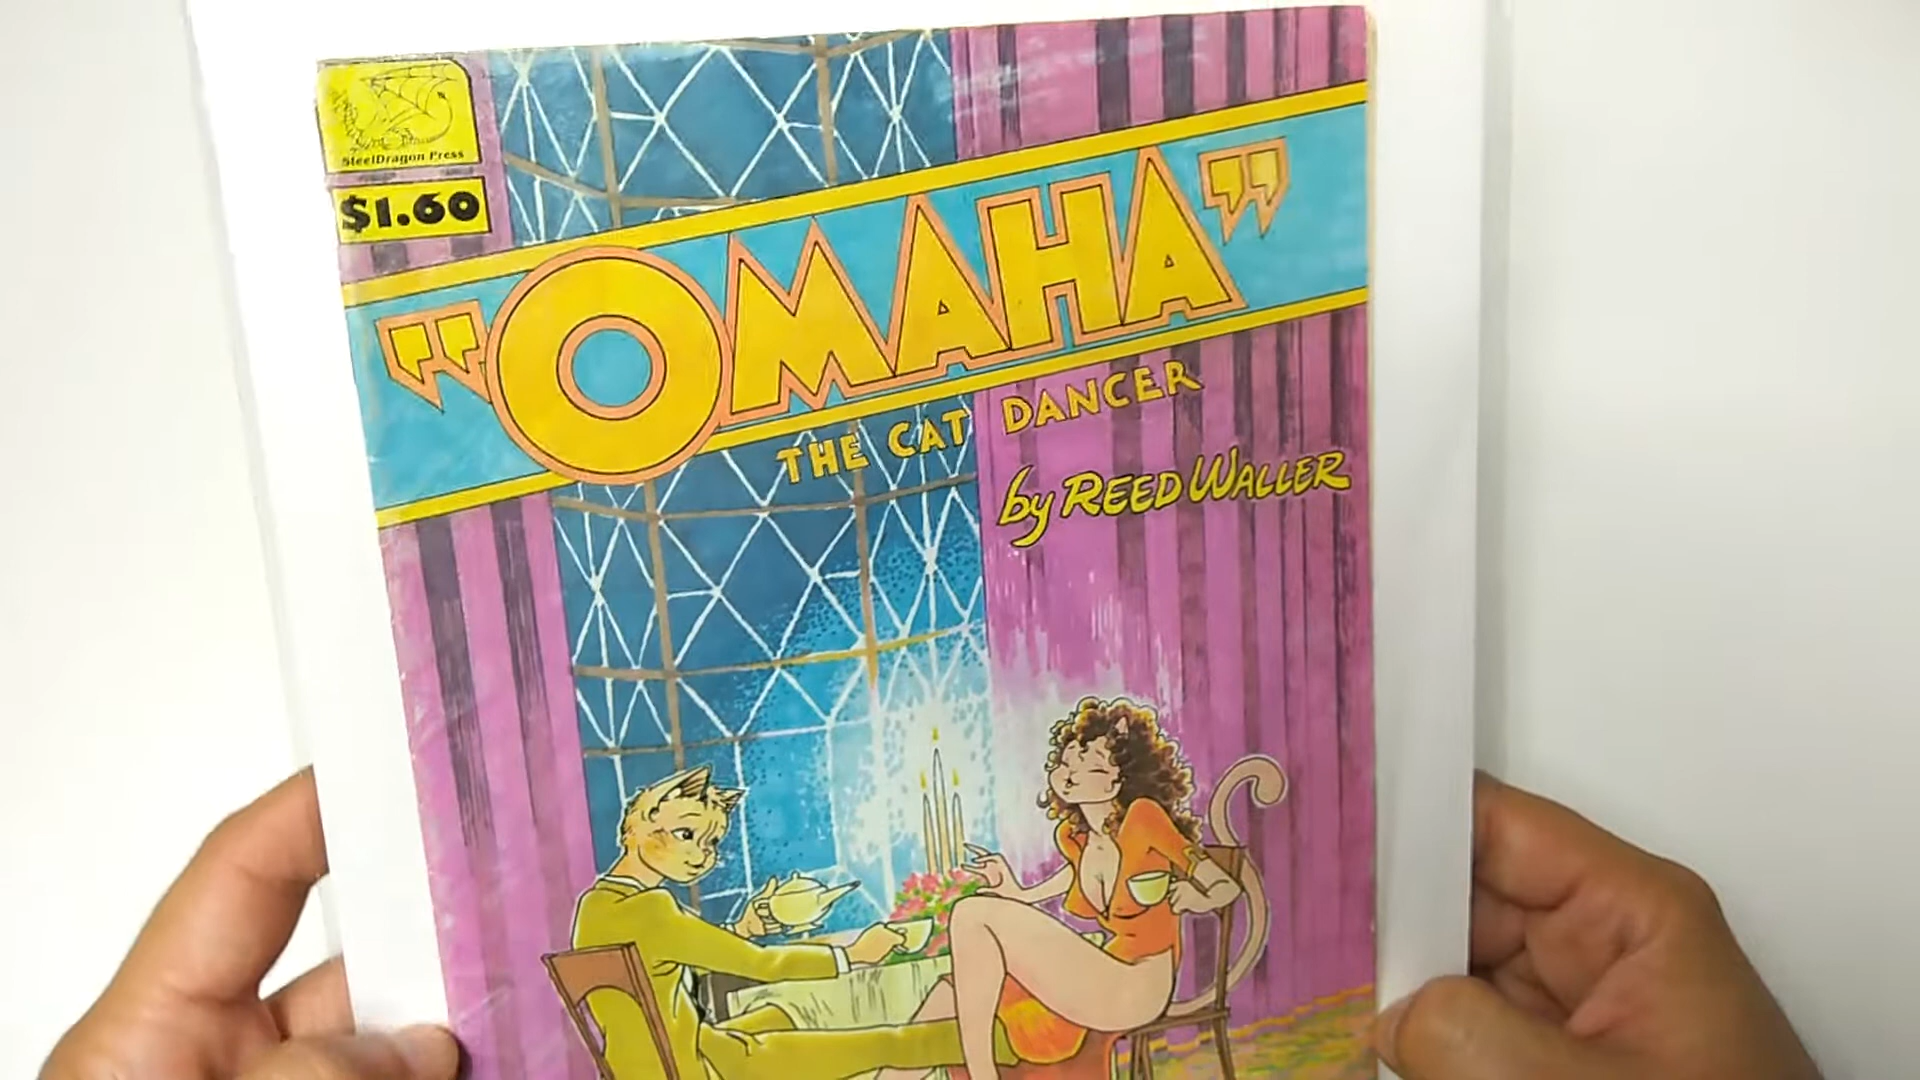 SteelDragon Press
$1.60
"OMAHA"
THE CAT DANCER
by REED WALLER